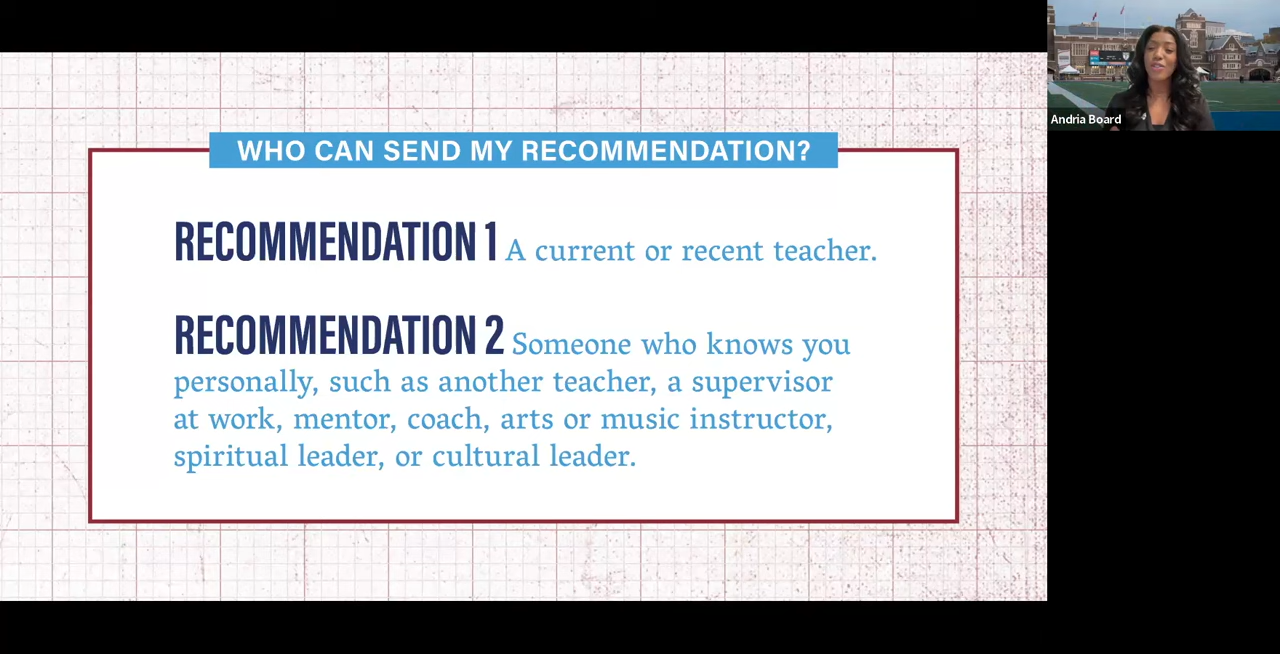 WHO CAN SEND MY RECOMMENDATION?
RECOMMENDATION 1 A current or recent teacher.
RECOMMENDATION 2 Someone who knows you
personally, such as another teacher, a supervisor
at work, mentor, coach, arts or music instructor,
spiritual leader, or cultural leader.
Andria Board